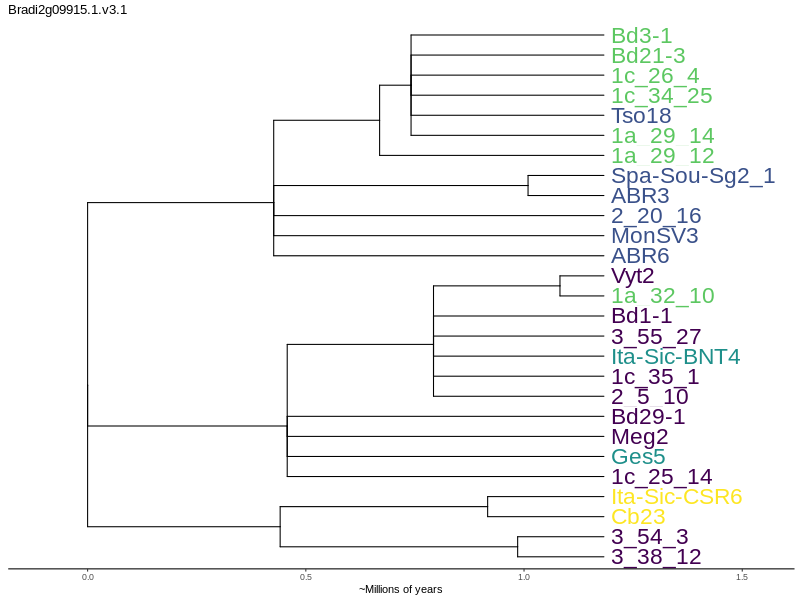 Bradi2g09915.1.v3.1
Bd3-1
Bd21-3
1c_26_4
1c_34_25
Tso18
1a_29_14
1a_29_12
Spa-Sou-Sg2_1
ABR3
2_20_16
MonSV3
ABR6
Vyt2
1a_32_10
Bd1-1
3_55_27
Ita-Sic-BNT4
1c_35_1
2_5_10
Bd29-1
Meg2
Ges5
1c_25_14
Ita-Sic-CSR6
Cb23
3_54_3
3_38_12
0.0 0.5 1.0 1.5
~Millions of years